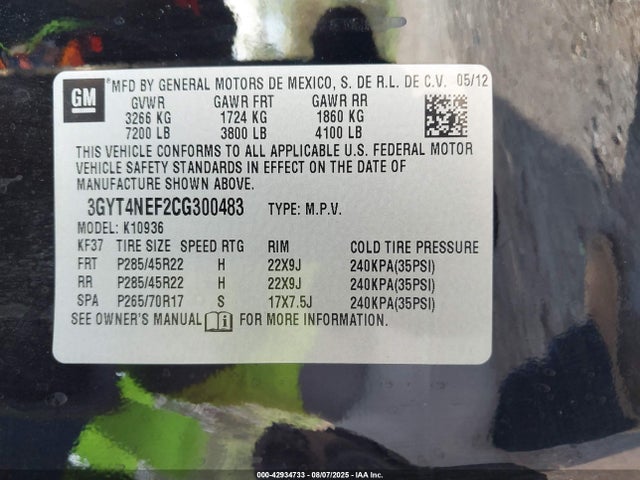 GM
®MFD BY GENERAL MOTORS DE MEXICO, S. DE R.L. DE C.V. 05/12
GVWR GAWR FRT GAWR RR
3266 KG 1724 KG 1860 KG
7200 LB 3800 LB 4100 LB
THIS VEHICLE CONFORMS TO ALL APPLICABLE U.S. FEDERAL MOTOR
VEHICLE SAFETY STANDARDS IN EFFECT ON THE DATE OF
MANUFACTURE SHOWN ABOVE.
3GYT4NEF2CG300483 TYPE: M.P.V.
MODEL: K10936
KF37 TIRE SIZE SPEED RTG RIM COLD TIRE PRESSURE
FRT P285/45R22 H 22X9J 240KPA(35PSI)
RR P285/45R22 H 22X9J 240KPA(35PSI)
SPA P265/70R17 S 17X7.5J 240KPA(35PSI)
SEE OWNER'S MANUAL i FOR MORE INFORMATION.
000-42934733 - 08/07/2025 - IAA Inc.